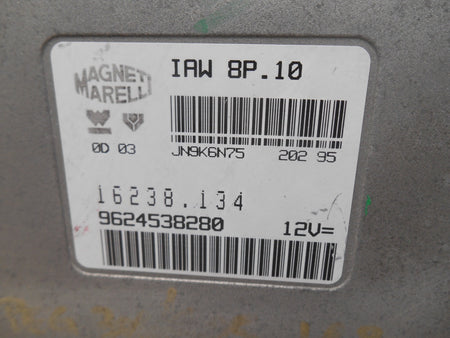 IAW 8P.10
MAGNETI
MARELLI
0D 03
JN9K6N75 202 95
16238.134
9624538280 12V=